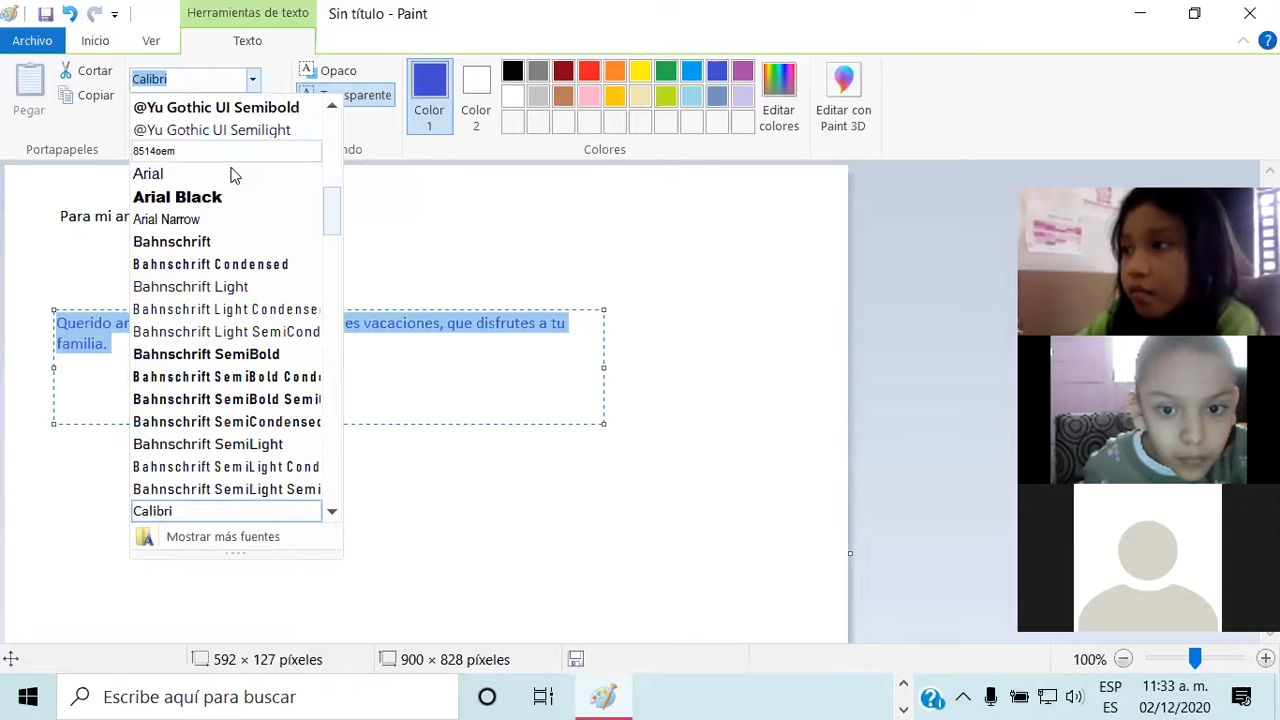 Herramientas de texto
Sin título - Paint
Archivo
Inicio
Ver
Texto
Pegar
Cortar
Copiar
Portapapeles
Calibri
Opaco
nsparente
ndo
Color
1
Color
2
Editar
colores
Editar con
Paint 3D
Colores
@Yu Gothic UI Semibold
@Yu Gothic UI Semilight
8514oem
Arial
Arial Black
Arial Narrow
Bahnschrift
Bahnschrift Condensed
Bahnschrift Light
Bahnschrift Light Condense
Bahnschrift Light SemiCond
Bahnschrift SemiBold
Bahnschrift SemiBold Cond
Bahnschrift SemiBold Semi
Bahnschrift SemiCondensed
Bahnschrift SemiLight
Bahnschrift SemiLight Cond
Bahnschrift SemiLight Semi
Calibri
Mostrar más fuentes
Para mi a
Querido a es vacaciones, que disfrutes a tu
familia.
592 × 127 píxeles
900 × 828 píxeles
100%
Escribe aquí para buscar
ESP
ES
11:33 a. m.
02/12/2020